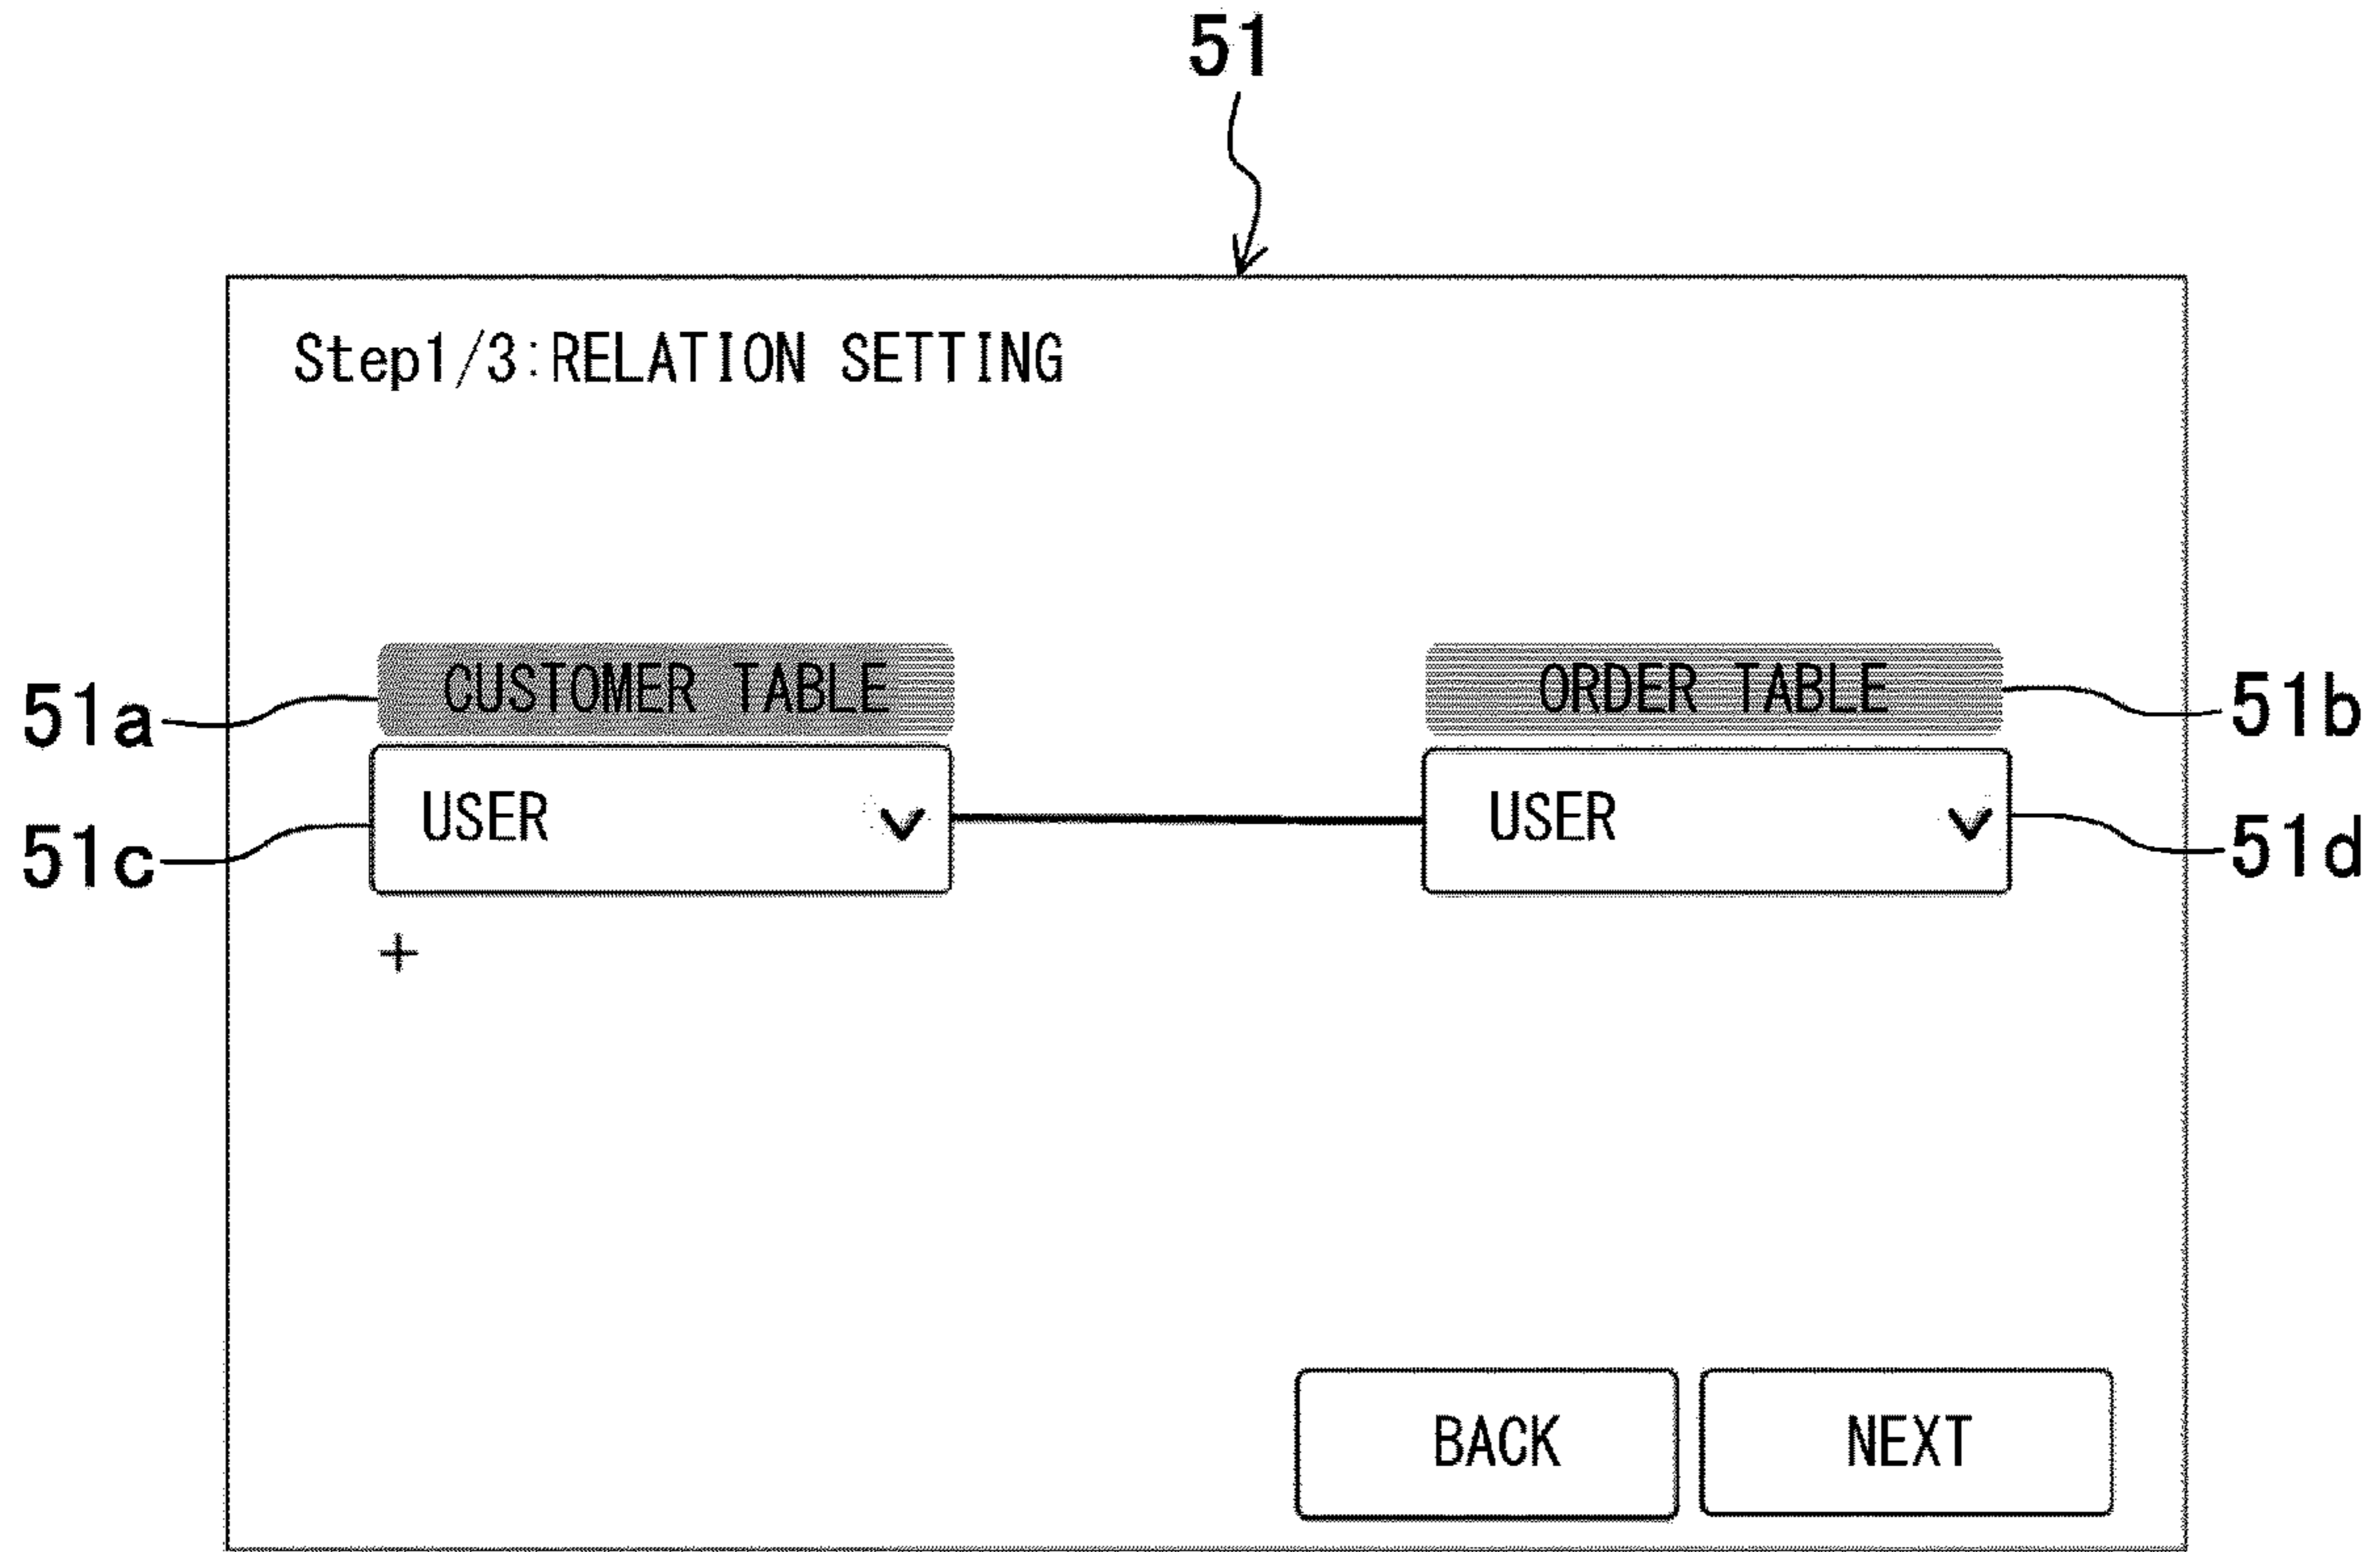 51
Step1/3:RELATION SETTING
51a CUSTOMER TABLE ORDER TABLE 51b
51c USER USER 51d
+
BACK NEXT